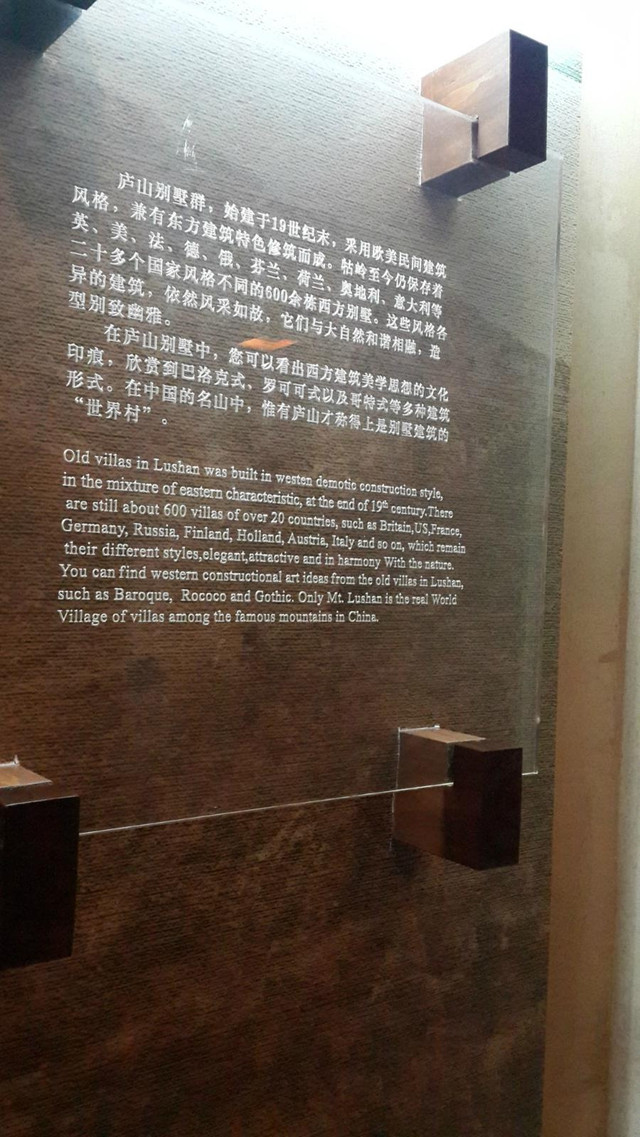 庐山别墅群，始建于19世纪末，采用欧美民间建筑
风格，兼有东方建筑特色修筑而成。牯岭至今仍保存着
英、美、法、德、俄、芬兰、荷兰、奥地利、意大利等
二十多个国家风格不同的600余栋西方别墅。这些风格各
异的建筑，依然风采如故，它们与大自然和谐相融，造
型别致幽雅。
在庐山别墅中，您可以看出西方建筑美学思想的文化
印痕，欣赏到巴洛克式、罗可可式以及哥特式等多种建筑
形式。在中国的名山中，惟有庐山才称得上是别墅建筑的
“世界村”。
Old villas in Lushan was built in westen demotic construction style,
in the mixture of eastern characteristic, at the end of 19th century.There
are still about 600 villas of over 20 countries, such as Britain,US,France,
Germany, Russia, Finland, Holland, Austria, Italy and so on, which remain
their different styles,elegant,attractive and in harmony With the nature.
You can find western constructional art ideas from the old villas in Lushan,
such as Baroque, Rococo and Gothic. Only Mt. Lushan is the real World
Village of villas among the famous mountains in China.